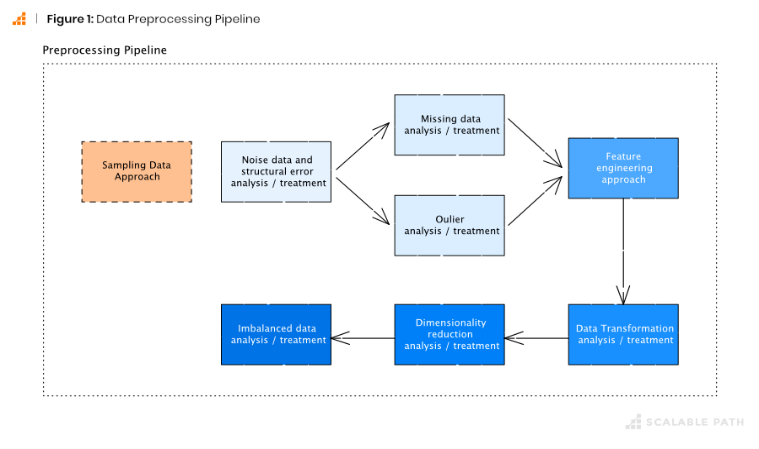 Figure 1: Data Preprocessing Pipeline
Preprocessing Pipeline
Sampling Data
Approach
Noise data and
structural error
analysis / treatment
Missing data
analysis / treatment
Oulier
analysis / treatment
Feature
engineering
approach
Data Transformation
analysis / treatment
Dimensionality
reduction
analysis / treatment
Imbalanced data
analysis / treatment
SCALABLE PATH